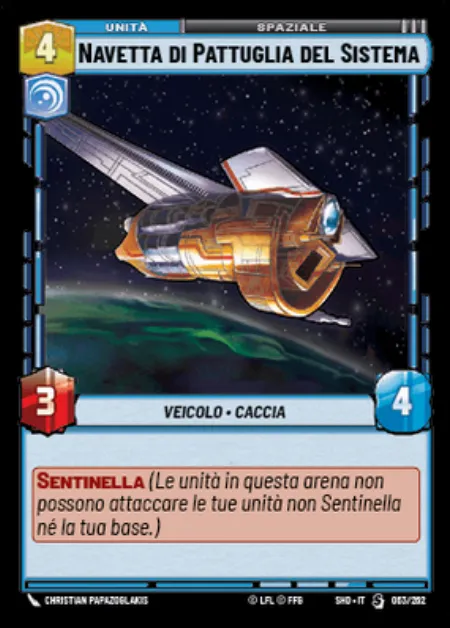 UNITÀ
SPAZIALE
4
NAVETTA DI PATTUGLIA DEL SISTEMA
3
VEICOLO • CACCIA
4
SENTINELLA (Le unità in questa arena non
possono attaccare le tue unità non Sentinella
né la tua base.)
CHRISTIAN PAPAZOGLAKIS
© LFL © FFG
SHD • IT
063/262